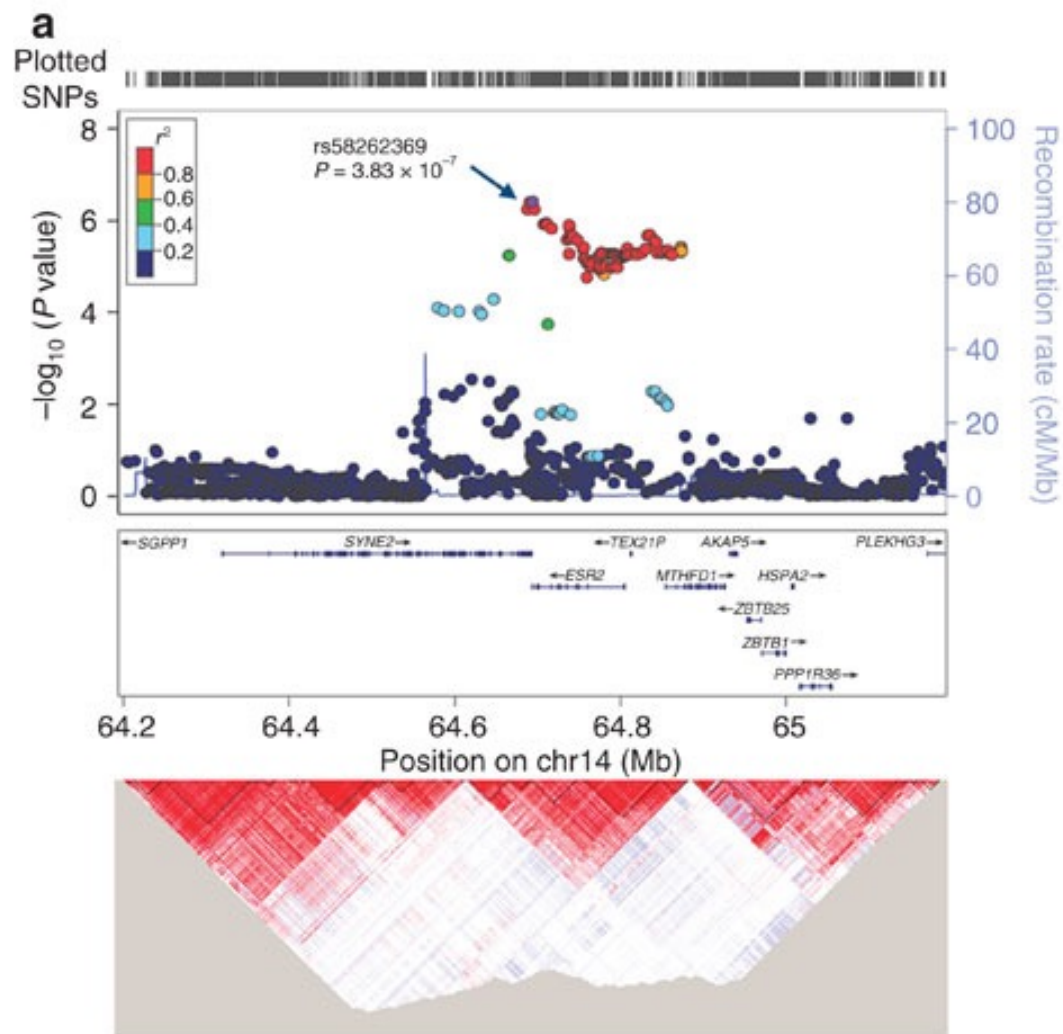 a
Plotted
SNPs
rs58262369
P = 3.83 × 10⁻⁷
r²
0.8
0.6
0.4
0.2
8
6
4
2
0
−log₁₀ (P value)
100
80
60
40
20
0
Recombination rate (cM/Mb)
←SGPP1 SYNE2→ ←TEX21P AKAP5→ PLEKHG3→
←ESR2 MTHFD1→ HSPA2→
←ZBTB25
ZBTB1→
PPP1R36→
64.2 64.4 64.6 64.8 65
Position on chr14 (Mb)